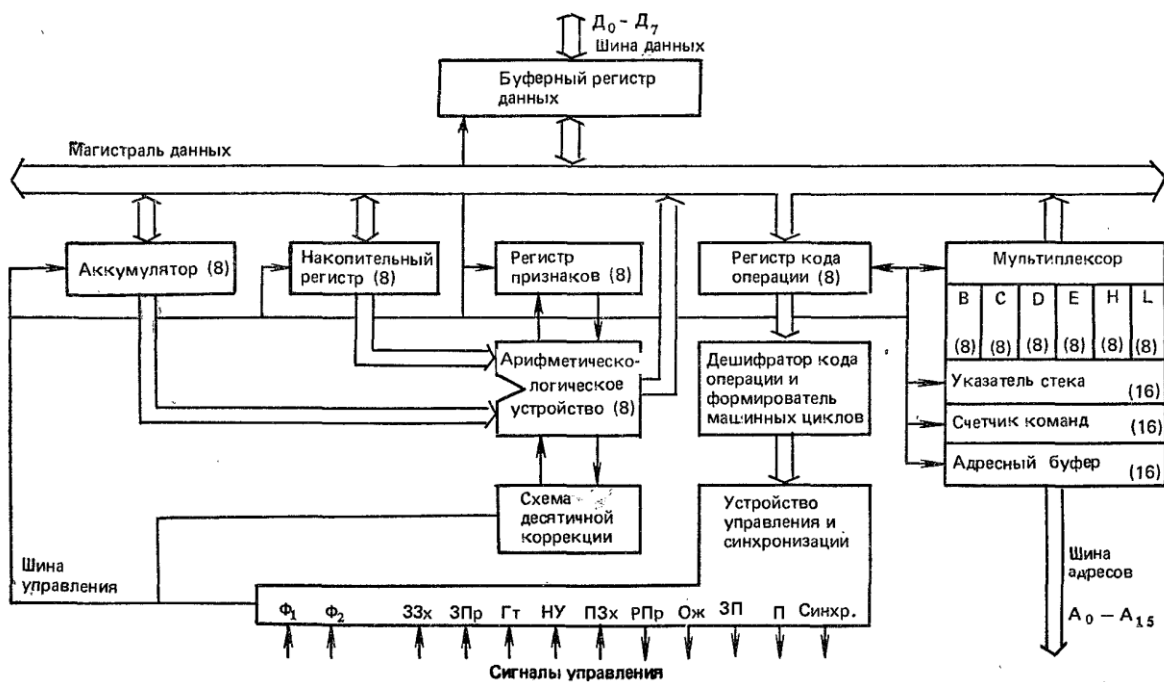 Д₀ – Д₇
Шина данных
Буферный регистр
данных
Магистраль данных
Аккумулятор (8)
Накопительный
регистр (8)
Регистр
признаков (8)
Регистр кода
операции (8)
Мультиплексор
B C D E H L
(8) (8) (8) (8) (8) (8)
Арифметическо-
логическое
устройство (8)
Дешифратор кода
операции и
формирователь
машинных циклов
Указатель стека (16)
Счетчик команд (16)
Адресный буфер (16)
Схема
десятичной
коррекции
Устройство
управления и
синхронизаций
Шина
управления
Шина
адресов
A₀ – A₁₅
Ф₁ Ф₂ ЗЗх ЗПр Гт НУ ПЗх РПр Ож ЗП П Синхр.
Сигналы управления